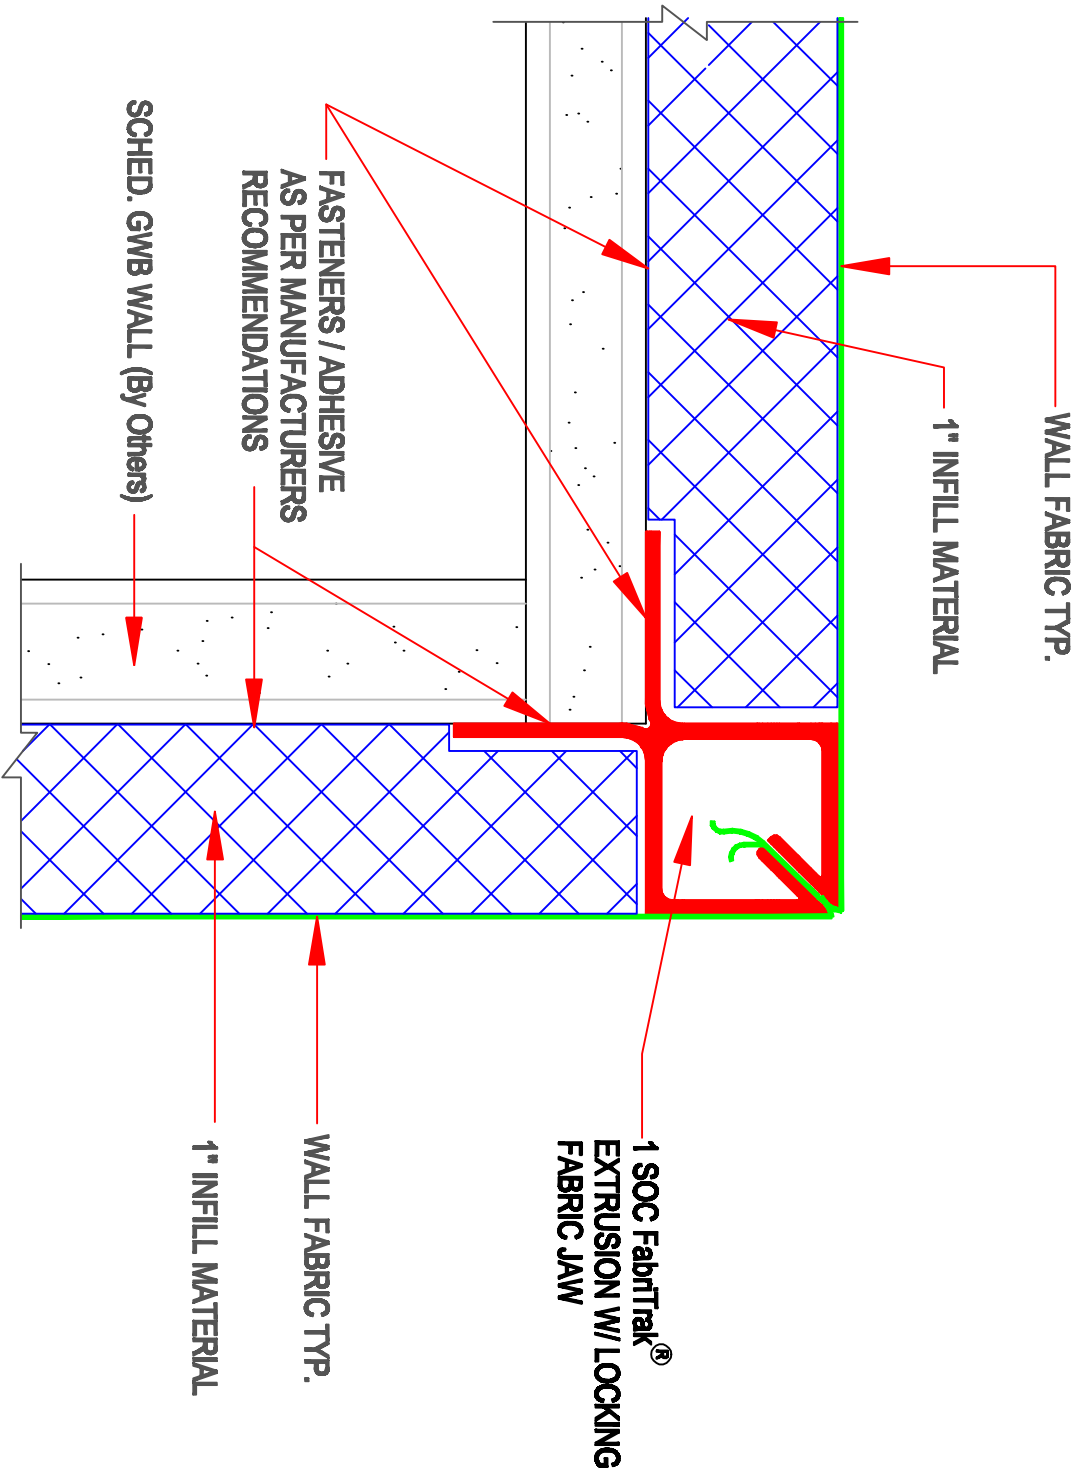 WALL FABRIC TYP.
1" INFILL MATERIAL
FASTENERS / ADHESIVE
AS PER MANUFACTURERS
RECOMMENDATIONS
SCHED. GWB WALL (By Others)
1 SOC FabriTrak®
EXTRUSION W/ LOCKING
FABRIC JAW
WALL FABRIC TYP.
1" INFILL MATERIAL